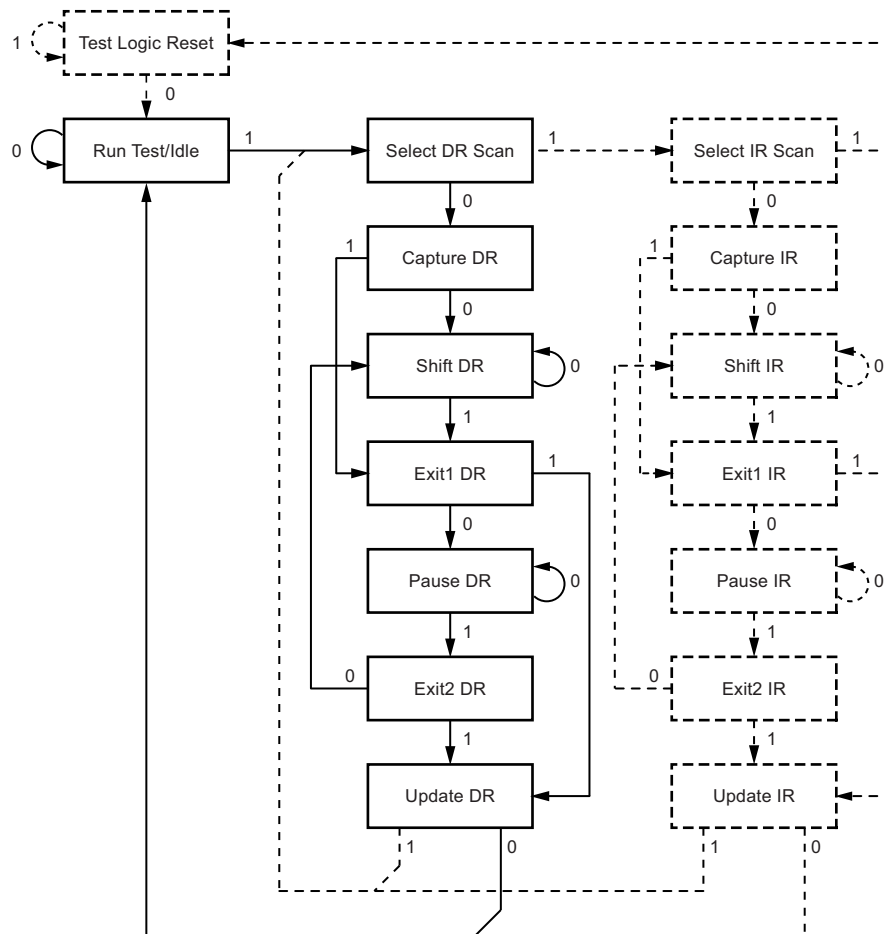 1 Test Logic Reset
0
0 Run Test/Idle 1 Select DR Scan 1 Select IR Scan 1
0 0
1 Capture DR 1 Capture IR
0 0
Shift DR 0 Shift IR 0
1 1
Exit1 DR 1 Exit1 IR 1
0 0
Pause DR 0 Pause IR 0
1 1
0 Exit2 DR 0 Exit2 IR
1 1
Update DR Update IR
1 0 1 0